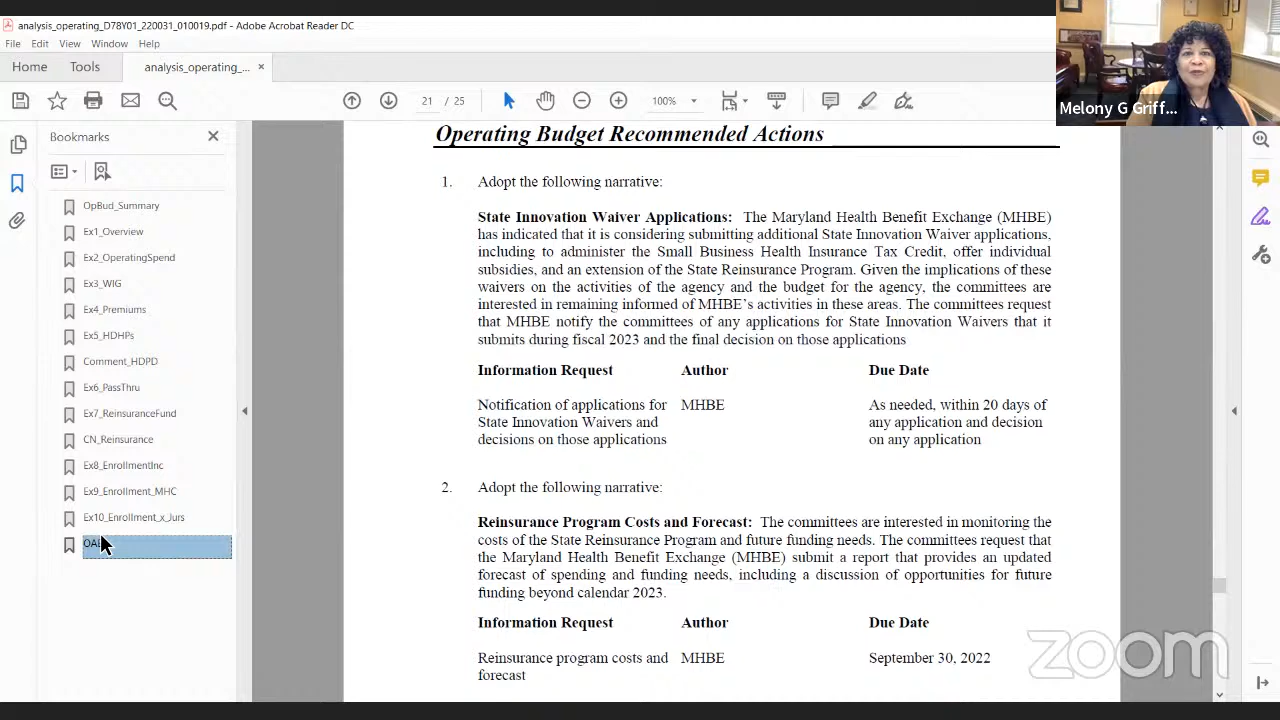 analysis_operating_D78Y01_220031_010019.pdf - Adobe Acrobat Reader DC
File Edit View Window Help
Home Tools analysis_operating_... ×
21 / 25 100%
Melony G Griff...
Bookmarks
OpBud_Summary
Ex1_Overview
Ex2_OperatingSpend
Ex3_WIG
Ex4_Premiums
Ex5_HDHPs
Comment_HDPD
Ex6_PassThru
Ex7_ReinsuranceFund
CN_Reinsurance
Ex8_EnrollmentInc
Ex9_Enrollment_MHC
Ex10_Enrollment_x_Jurs
Operating Budget Recommended Actions
1. Adopt the following narrative:
State Innovation Waiver Applications: The Maryland Health Benefit Exchange (MHBE)
has indicated that it is considering submitting additional State Innovation Waiver applications,
including to administer the Small Business Health Insurance Tax Credit, offer individual
subsidies, and an extension of the State Reinsurance Program. Given the implications of these
waivers on the activities of the agency and the budget for the agency, the committees are
interested in remaining informed of MHBE's activities in these areas. The committees request
that MHBE notify the committees of any applications for State Innovation Waivers that it
submits during fiscal 2023 and the final decision on those applications
Information Request Author Due Date
Notification of applications for MHBE As needed, within 20 days of
State Innovation Waivers and any application and decision
decisions on those applications on any application
2. Adopt the following narrative:
Reinsurance Program Costs and Forecast: The committees are interested in monitoring the
costs of the State Reinsurance Program and future funding needs. The committees request that
the Maryland Health Benefit Exchange (MHBE) submit a report that provides an updated
forecast of spending and funding needs, including a discussion of opportunities for future
funding beyond calendar 2023.
Information Request Author Due Date
Reinsurance program costs and MHBE September 30, 2022
forecast
zoom